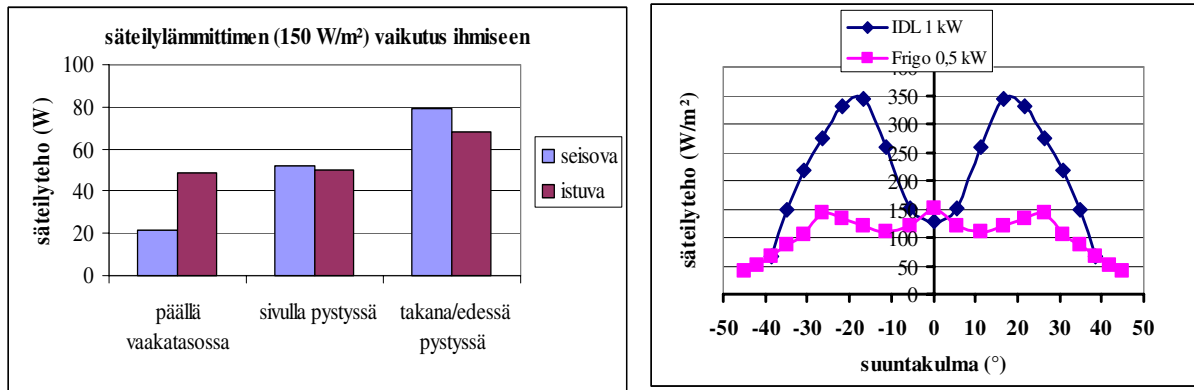 säteilylämmittimen (150 W/m²) vaikutus ihmiseen
säteilyteho (W)
100
80
60
40
20
0
päällä
vaakatasossa
sivulla pystyssä
takana/edessä
pystyssä
seisova
istuva
IDL 1 kW
Frigo 0,5 kW
säteilyteho (W/m²)
400
350
300
250
200
150
100
50
0
-50 -40 -30 -20 -10 0 10 20 30 40 50
suuntakulma (°)